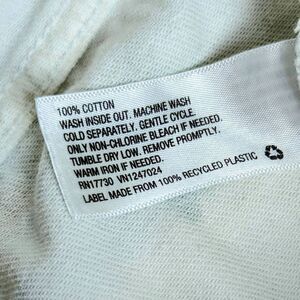 100% COTTON
WASH INSIDE OUT. MACHINE WASH
COLD SEPARATELY. GENTLE CYCLE.
ONLY NON-CHLORINE BLEACH IF NEEDED.
TUMBLE DRY LOW. REMOVE PROMPTLY.
WARM IRON IF NEEDED.
RN17730 VN1247024
LABEL MADE FROM 100% RECYCLED PLASTIC